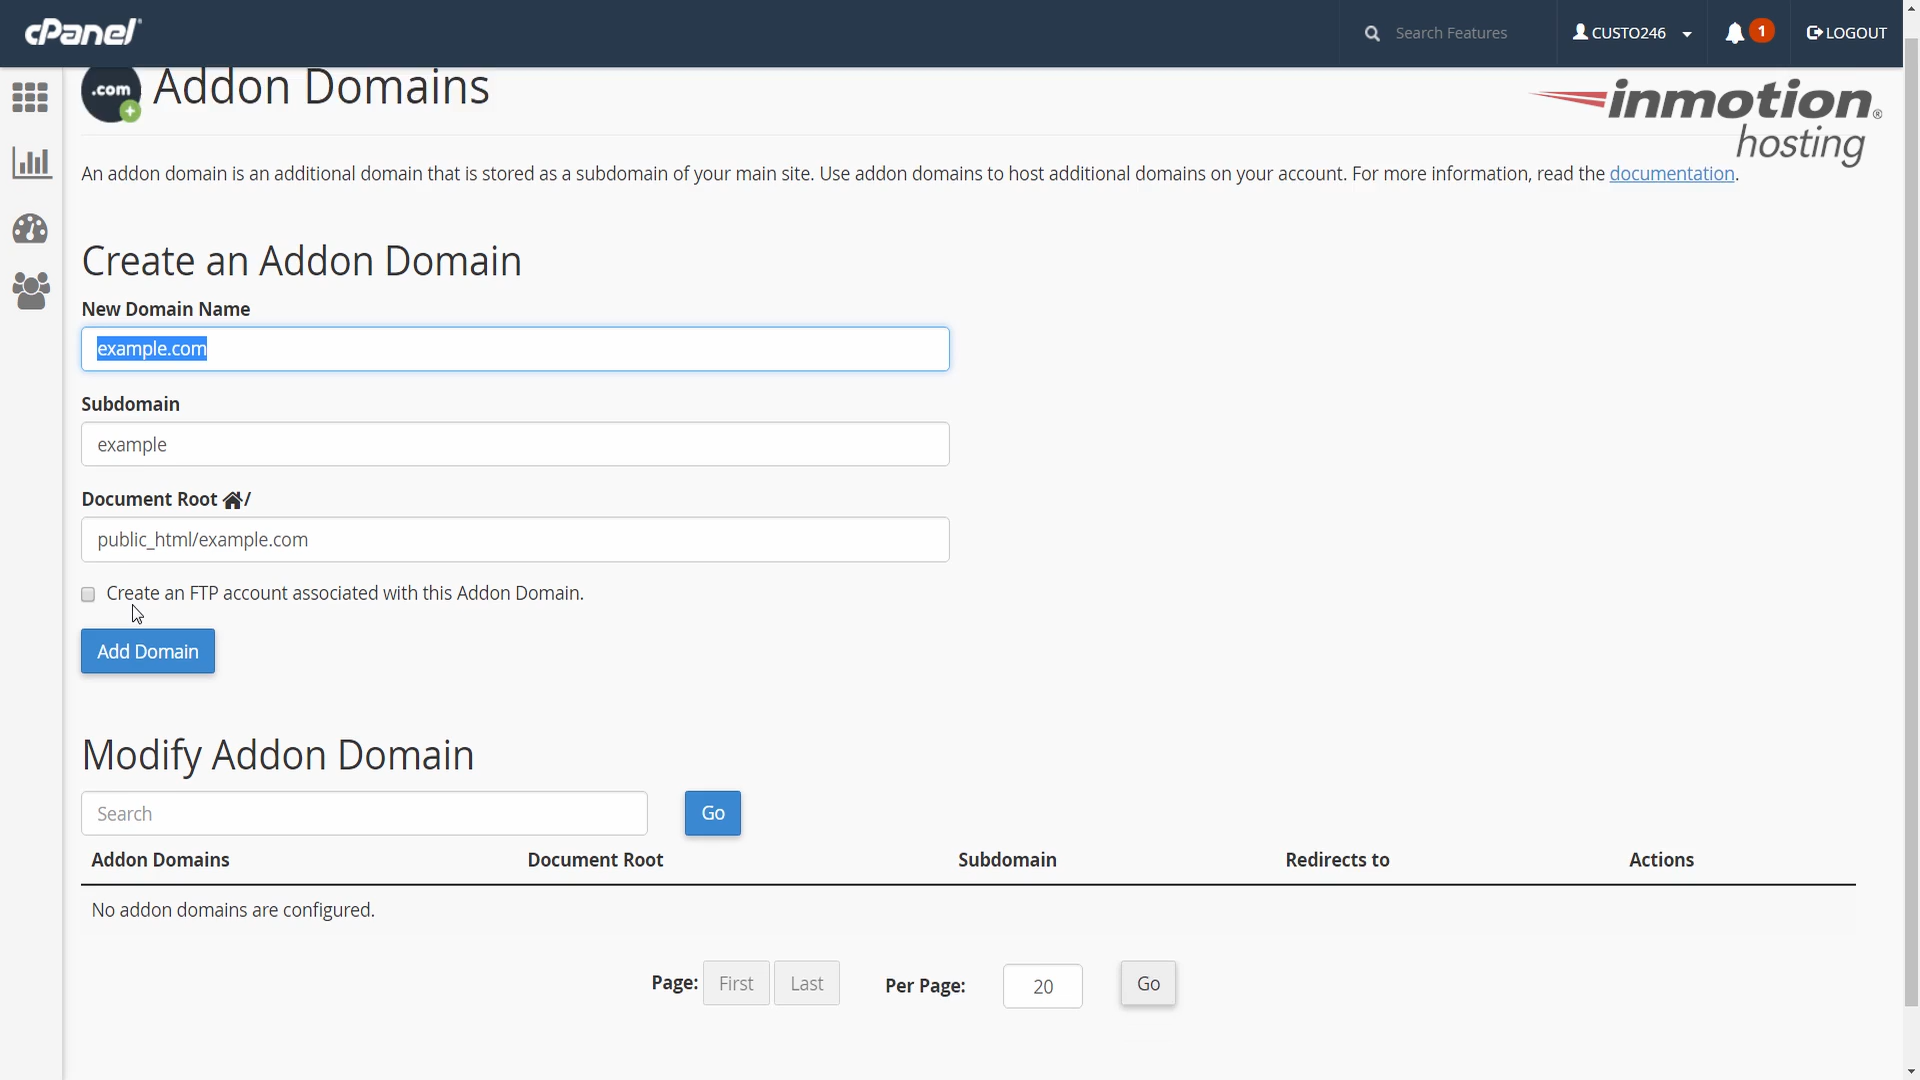 cPanel
Search Features
CUSTO246
1
LOGOUT
.com
Addon Domains
inmotion®
hosting
An addon domain is an additional domain that is stored as a subdomain of your main site. Use addon domains to host additional domains on your account. For more information, read the documentation.
Create an Addon Domain
New Domain Name
example.com
Subdomain
example
Document Root /
public_html/example.com
Create an FTP account associated with this Addon Domain.
Add Domain
Modify Addon Domain
Search
Go
Addon Domains Document Root Subdomain Redirects to Actions
No addon domains are configured.
Page: First Last Per Page: 20 Go